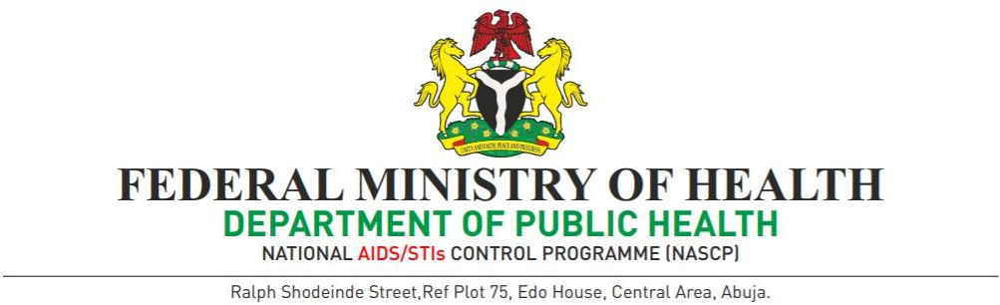 UNITY AND FAITH, PEACE AND PROGRESS
FEDERAL MINISTRY OF HEALTH
DEPARTMENT OF PUBLIC HEALTH
NATIONAL AIDS/STIs CONTROL PROGRAMME (NASCP)
Ralph Shodeinde Street,Ref Plot 75, Edo House, Central Area, Abuja.